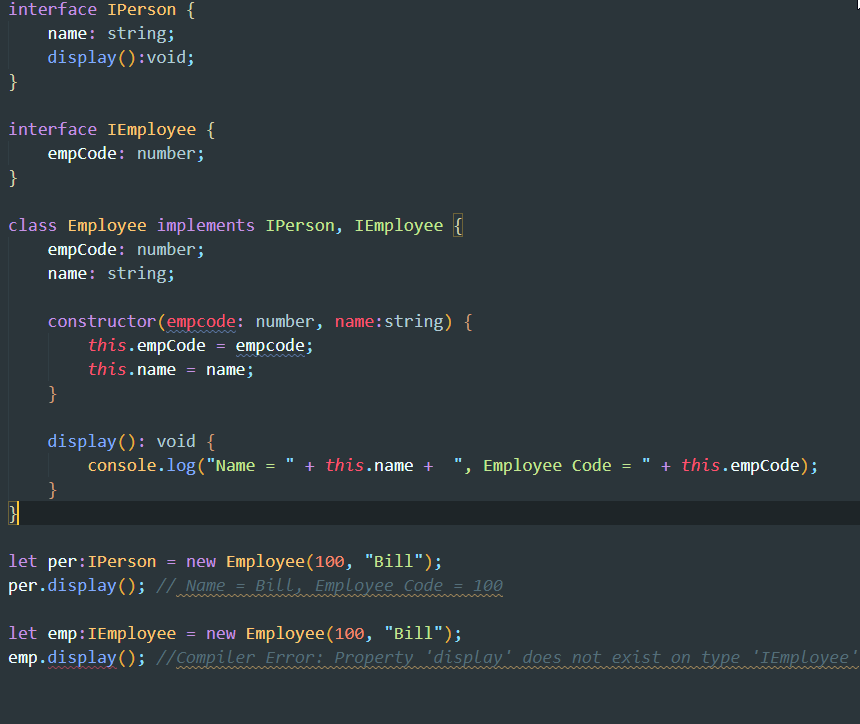 interface IPerson {
name: string;
display():void;
}
interface IEmployee {
empCode: number;
}
class Employee implements IPerson, IEmployee {
empCode: number;
name: string;
constructor(empcode: number, name:string) {
this.empCode = empcode;
this.name = name;
}
display(): void {
console.log("Name = " + this.name +  ", Employee Code = " + this.empCode);
}
}
let per:IPerson = new Employee(100, "Bill");
per.display(); // Name = Bill, Employee Code = 100
let emp:IEmployee = new Employee(100, "Bill");
emp.display(); //Compiler Error: Property 'display' does not exist on type 'IEmployee'